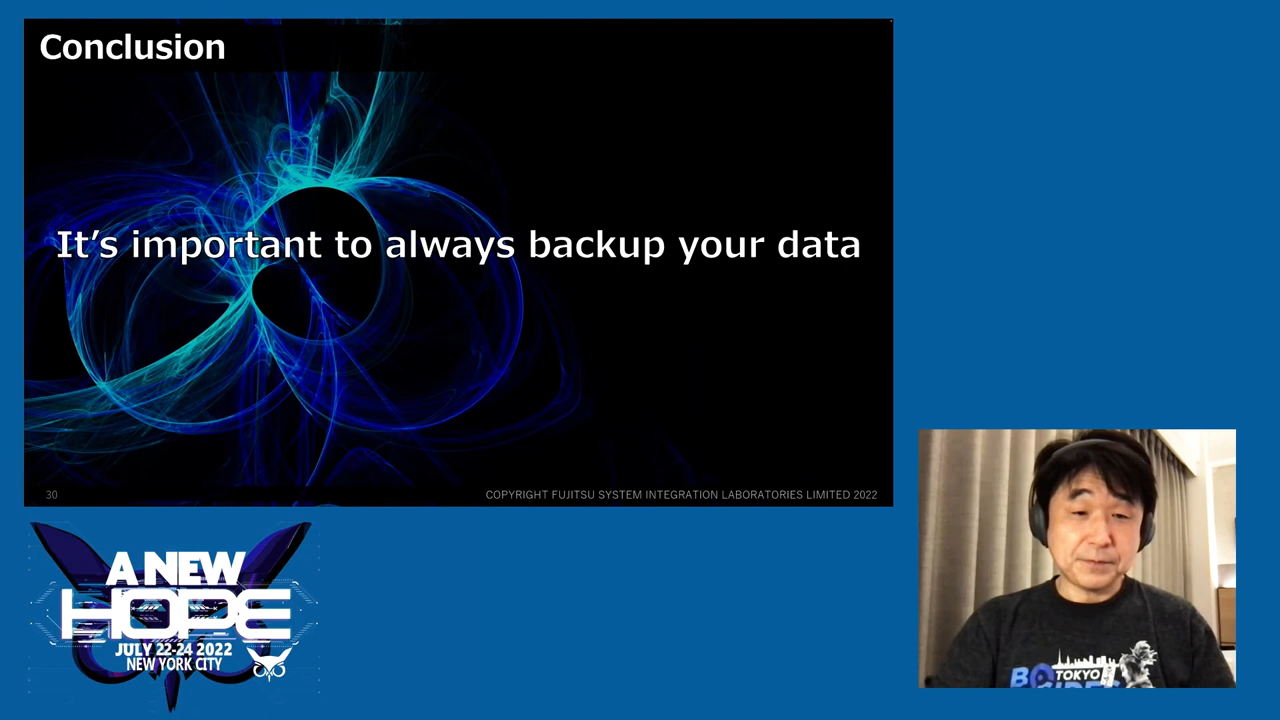 Conclusion
It’s important to always backup your data
30
COPYRIGHT FUJITSU SYSTEM INTEGRATION LABORATORIES LIMITED 2022
A NEW
HOPE
JULY 22-24 2022
NEW YORK CITY
TOKYO